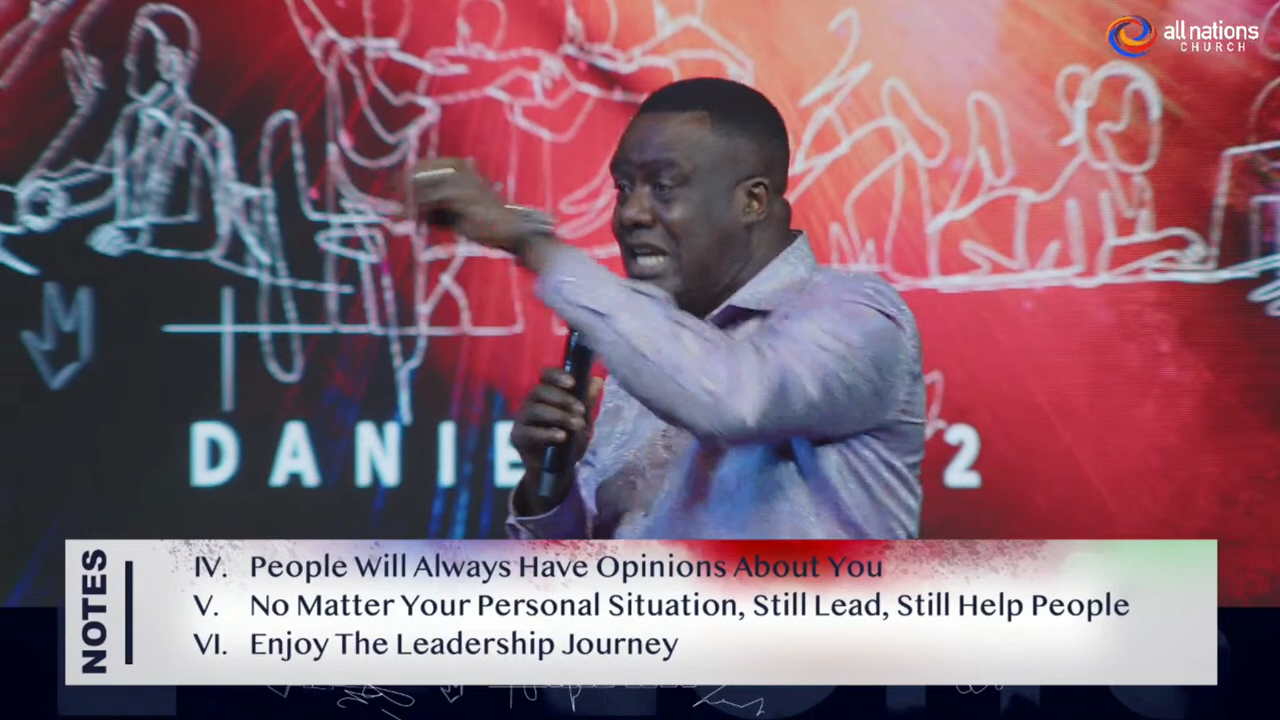 all nations
CHURCH
DANIE 2
NOTES
IV. People Will Always Have Opinions About You
V. No Matter Your Personal Situation, Still Lead, Still Help People
VI. Enjoy The Leadership Journey